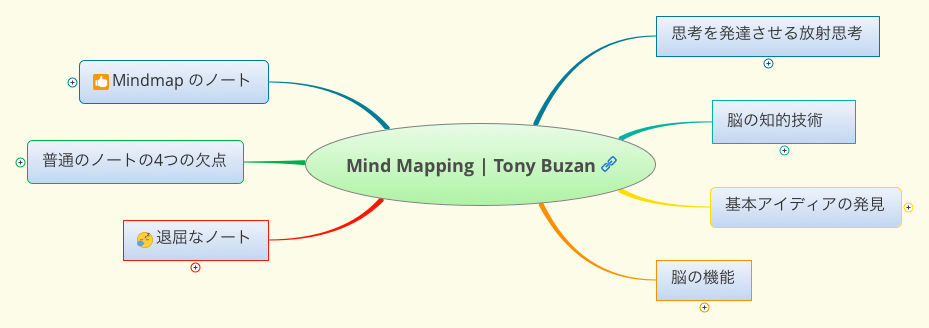 Mind Mapping | Tony Buzan
思考を発達させる放射思考
脳の知的技術
基本アイディアの発見
脳の機能
退屈なノート
普通のノートの4つの欠点
Mindmap のノート